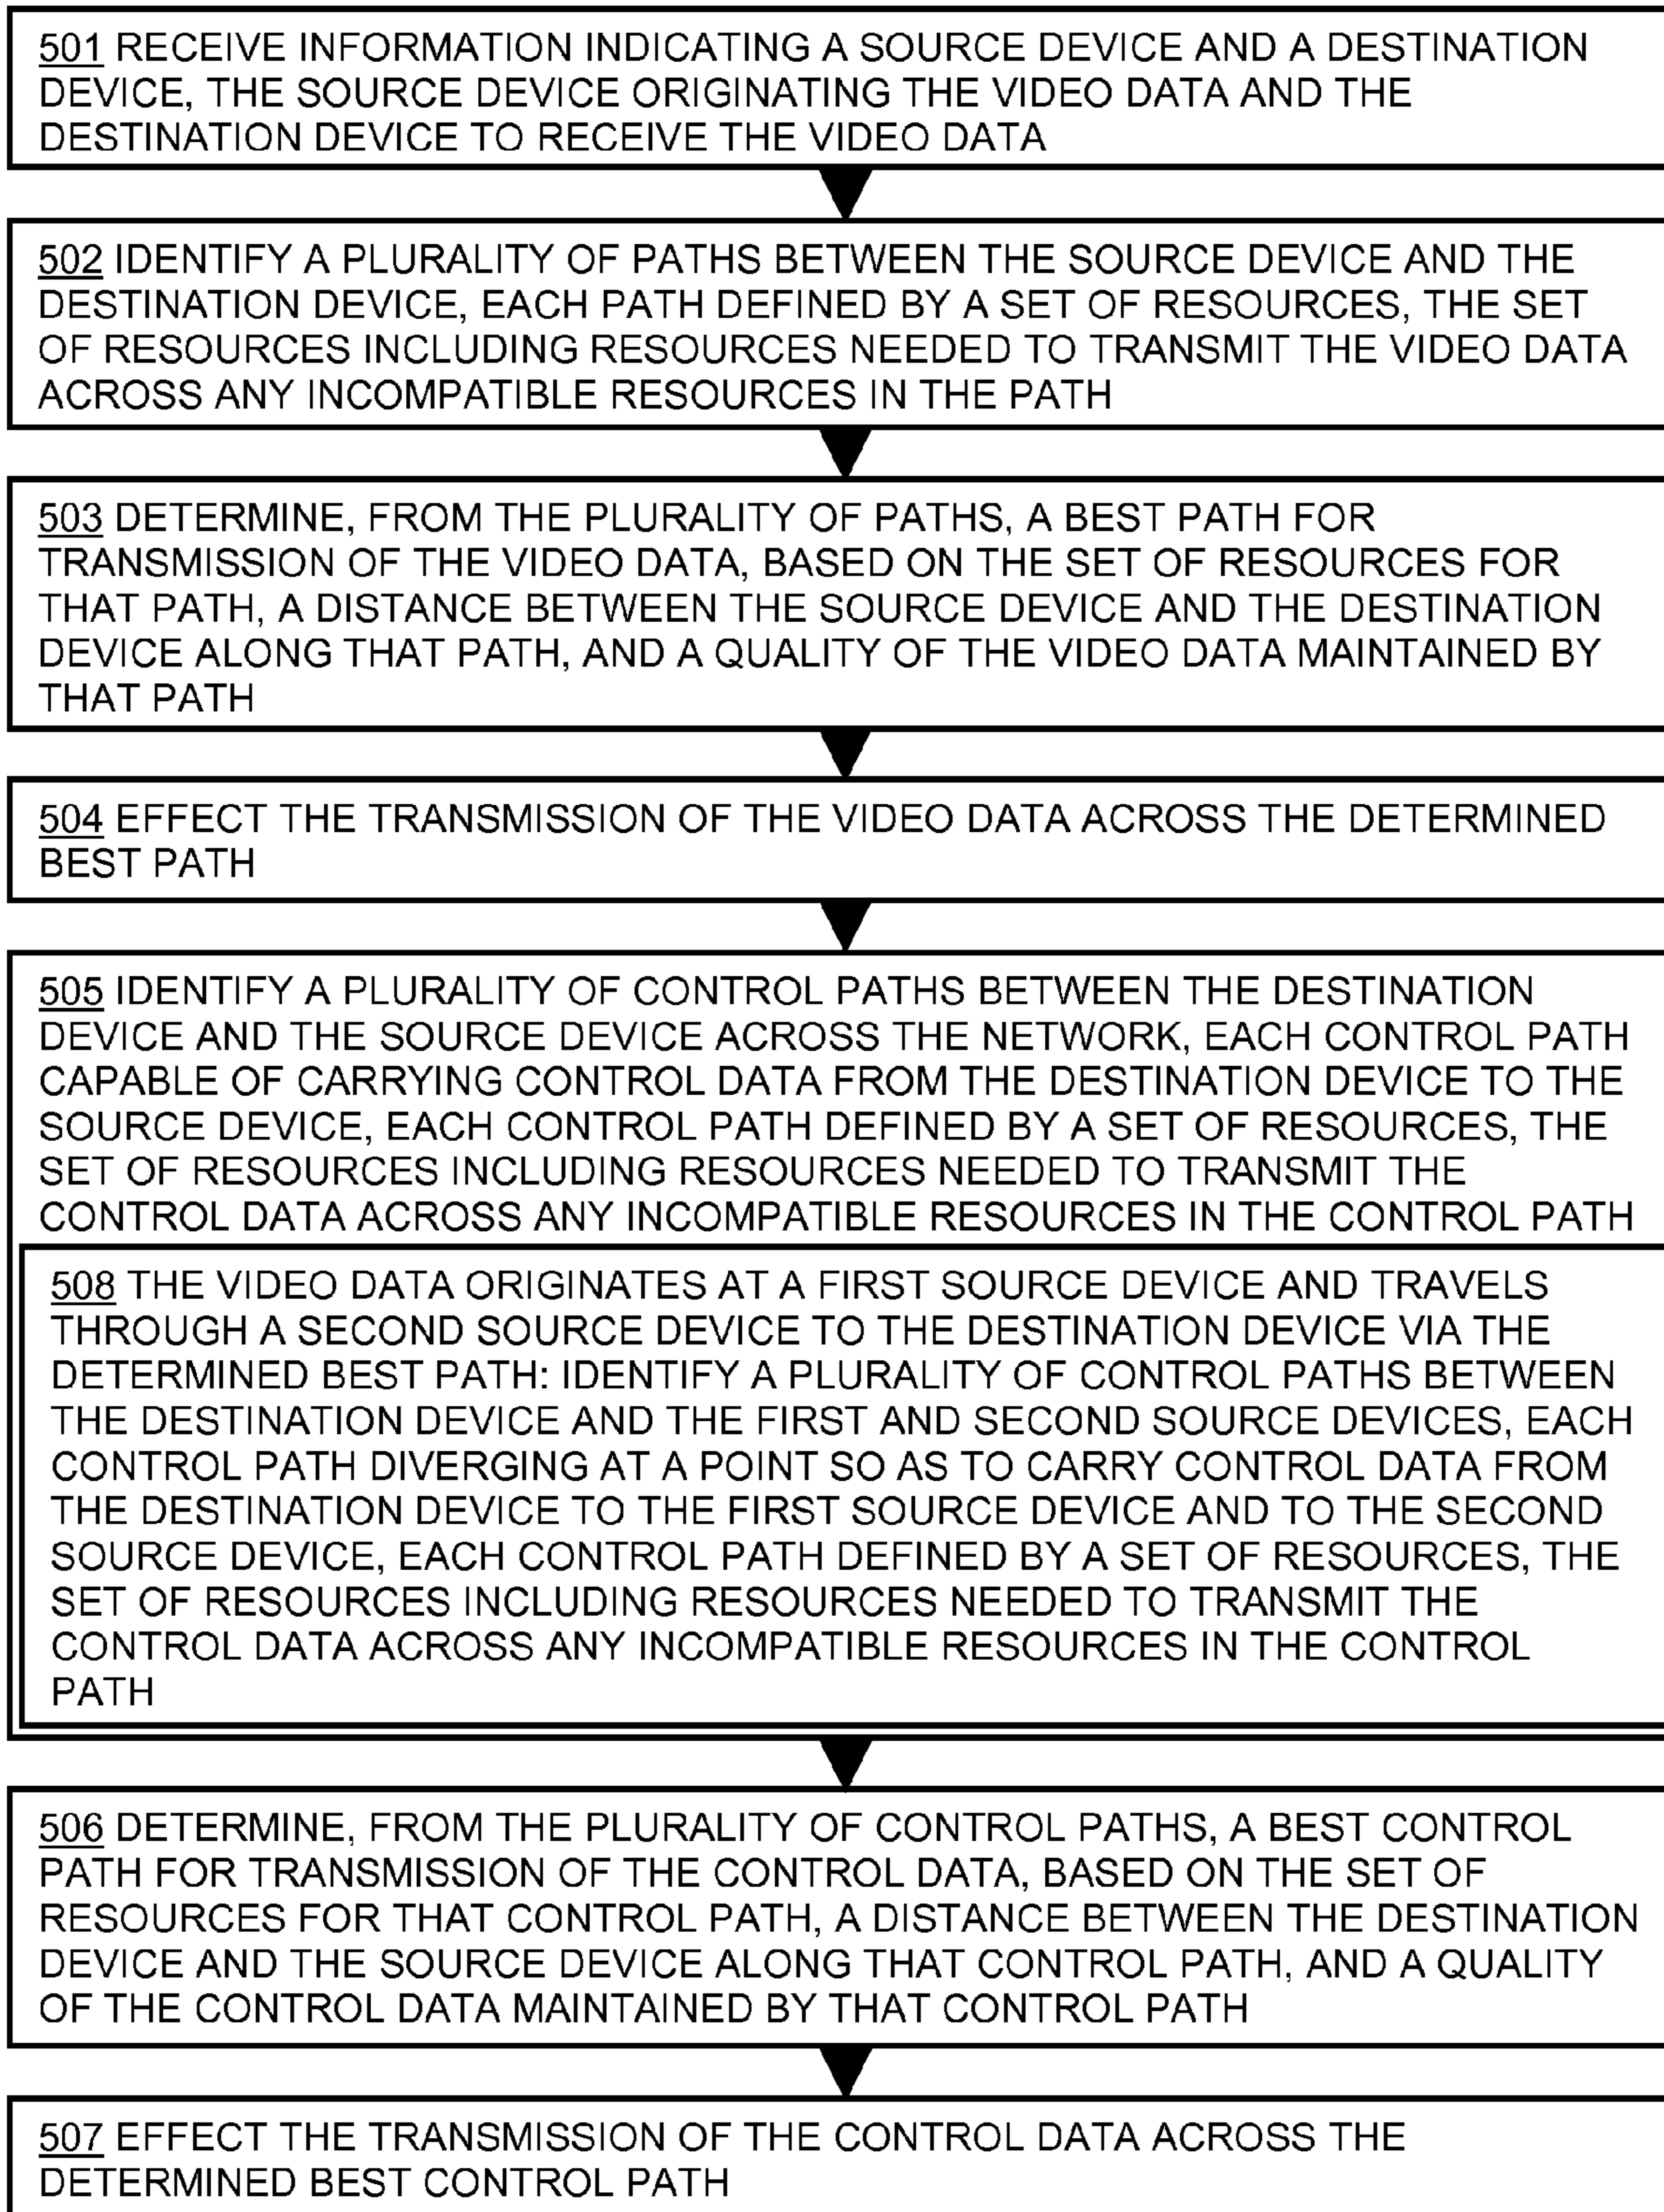 501 RECEIVE INFORMATION INDICATING A SOURCE DEVICE AND A DESTINATION
DEVICE, THE SOURCE DEVICE ORIGINATING THE VIDEO DATA AND THE
DESTINATION DEVICE TO RECEIVE THE VIDEO DATA
502 IDENTIFY A PLURALITY OF PATHS BETWEEN THE SOURCE DEVICE AND THE
DESTINATION DEVICE, EACH PATH DEFINED BY A SET OF RESOURCES, THE SET
OF RESOURCES INCLUDING RESOURCES NEEDED TO TRANSMIT THE VIDEO DATA
ACROSS ANY INCOMPATIBLE RESOURCES IN THE PATH
503 DETERMINE, FROM THE PLURALITY OF PATHS, A BEST PATH FOR
TRANSMISSION OF THE VIDEO DATA, BASED ON THE SET OF RESOURCES FOR
THAT PATH, A DISTANCE BETWEEN THE SOURCE DEVICE AND THE DESTINATION
DEVICE ALONG THAT PATH, AND A QUALITY OF THE VIDEO DATA MAINTAINED BY
THAT PATH
504 EFFECT THE TRANSMISSION OF THE VIDEO DATA ACROSS THE DETERMINED
BEST PATH
505 IDENTIFY A PLURALITY OF CONTROL PATHS BETWEEN THE DESTINATION
DEVICE AND THE SOURCE DEVICE ACROSS THE NETWORK, EACH CONTROL PATH
CAPABLE OF CARRYING CONTROL DATA FROM THE DESTINATION DEVICE TO THE
SOURCE DEVICE, EACH CONTROL PATH DEFINED BY A SET OF RESOURCES, THE
SET OF RESOURCES INCLUDING RESOURCES NEEDED TO TRANSMIT THE
CONTROL DATA ACROSS ANY INCOMPATIBLE RESOURCES IN THE CONTROL PATH
508 THE VIDEO DATA ORIGINATES AT A FIRST SOURCE DEVICE AND TRAVELS
THROUGH A SECOND SOURCE DEVICE TO THE DESTINATION DEVICE VIA THE
DETERMINED BEST PATH: IDENTIFY A PLURALITY OF CONTROL PATHS BETWEEN
THE DESTINATION DEVICE AND THE FIRST AND SECOND SOURCE DEVICES, EACH
CONTROL PATH DIVERGING AT A POINT SO AS TO CARRY CONTROL DATA FROM
THE DESTINATION DEVICE TO THE FIRST SOURCE DEVICE AND TO THE SECOND
SOURCE DEVICE, EACH CONTROL PATH DEFINED BY A SET OF RESOURCES, THE
SET OF RESOURCES INCLUDING RESOURCES NEEDED TO TRANSMIT THE
CONTROL DATA ACROSS ANY INCOMPATIBLE RESOURCES IN THE CONTROL
PATH
506 DETERMINE, FROM THE PLURALITY OF CONTROL PATHS, A BEST CONTROL
PATH FOR TRANSMISSION OF THE CONTROL DATA, BASED ON THE SET OF
RESOURCES FOR THAT CONTROL PATH, A DISTANCE BETWEEN THE DESTINATION
DEVICE AND THE SOURCE DEVICE ALONG THAT CONTROL PATH, AND A QUALITY
OF THE CONTROL DATA MAINTAINED BY THAT CONTROL PATH
507 EFFECT THE TRANSMISSION OF THE CONTROL DATA ACROSS THE
DETERMINED BEST CONTROL PATH